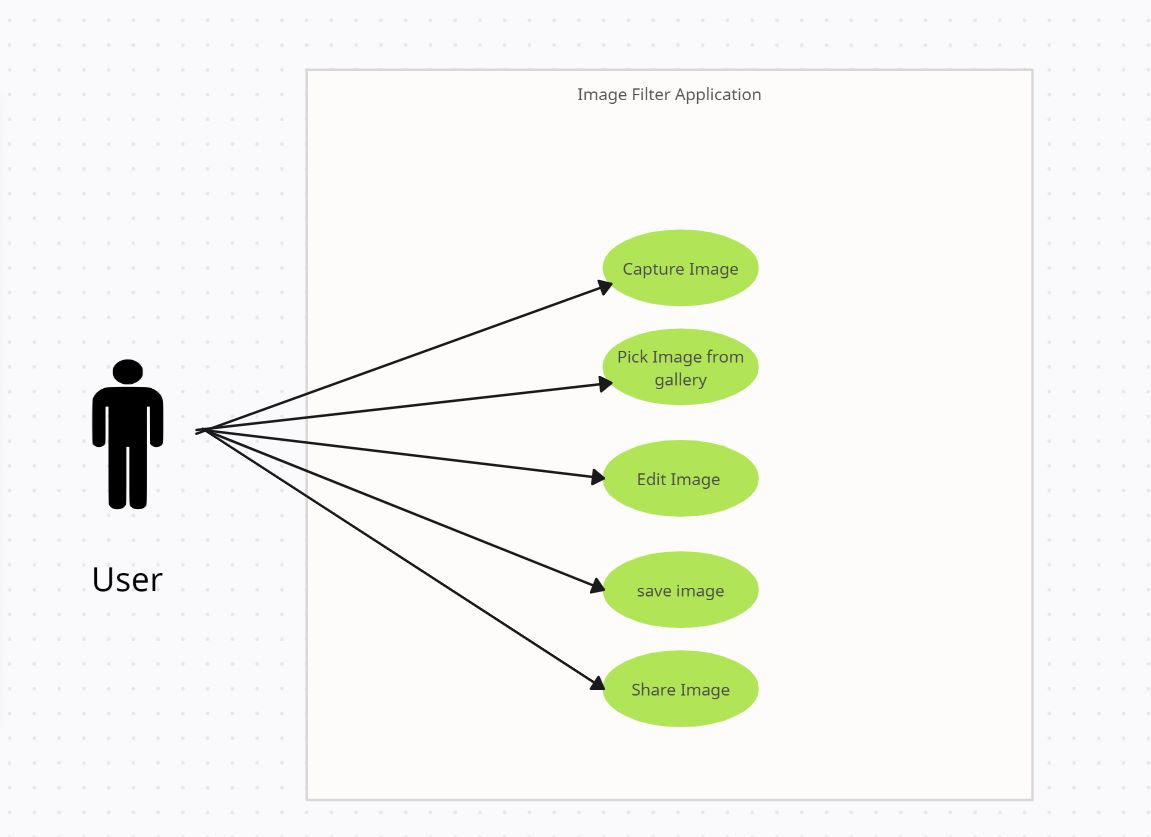 Image Filter Application
Capture Image
Pick Image from
gallery
Edit Image
save image
Share Image
User